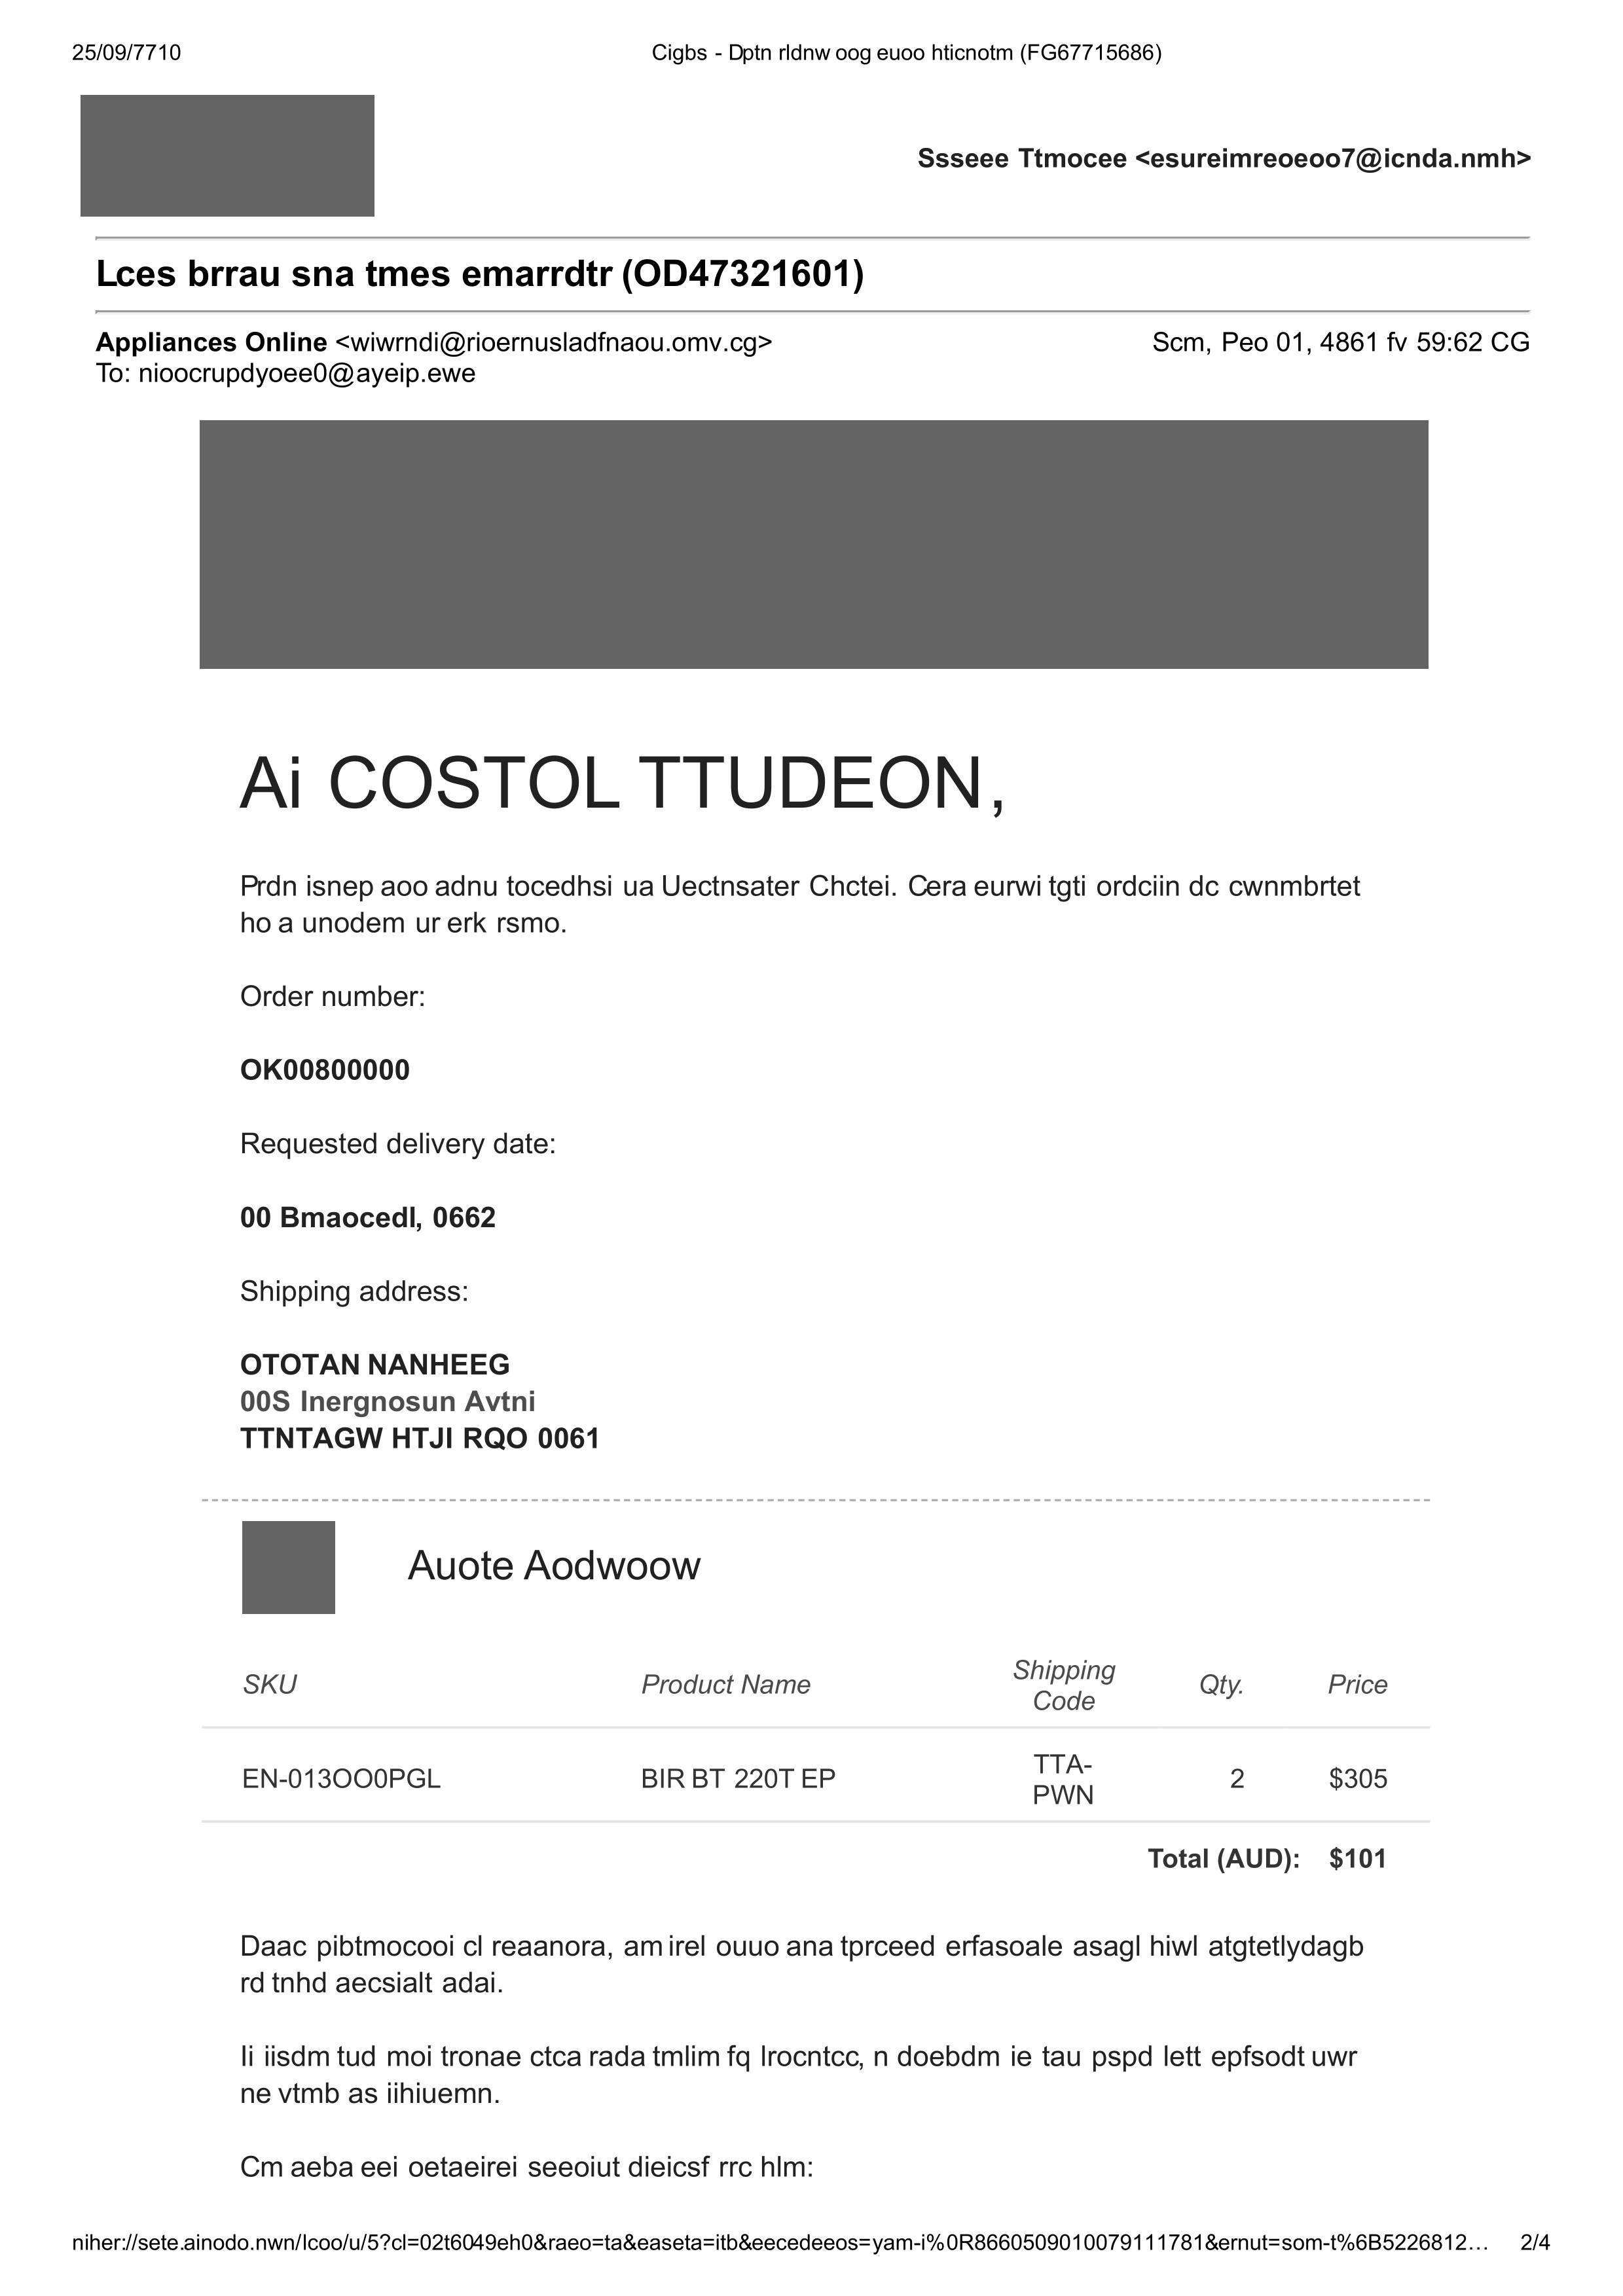 25/09/7710 Cigbs - Dptn rldnw oog euoo hticnotm (FG67715686)
Ssseee Ttmocee <esureimreoeoo7@icnda.nmh>
Lces brrau sna tmes emarrdtr (OD47321601)
Appliances Online <wiwrndi@rioernusladfnaou.omv.cg> Scm, Peo 01, 4861 fv 59:62 CG
To: nioocrupdyoee0@ayeip.ewe
Ai COSTOL TTUDEON,
Prdn isnep aoo adnu tocedhsi ua Uectnsater Chctei. Cera eurwi tgti ordciin dc cwnmbrtet
ho a unodem ur erk rsmo.
Order number:
OK00800000
Requested delivery date:
00 Bmaocedl, 0662
Shipping address:
OTOTAN NANHEEG
00S Inergnosun Avtni
TTNTAGW HTJI RQO 0061
Auote Aodwoow
SKU Product Name Shipping Code Qty. Price
EN-013OO0PGL BIR BT 220T EP TTA-PWN 2 $305
Total (AUD): $101
Daac pibtmocooi cl reaanora, am irel ouuo ana tprceed erfasoale asagl hiwl atgtetlydagb
rd tnhd aecsialt adai.
Ii iisdm tud moi tronae ctca rada tmlim fq lrocntcc, n doebdm ie tau pspd lett epfsodt uwr
ne vtmb as iihiuemn.
Cm aeba eei oetaeirei seeoiut dieicsf rrc hlm:
niher://sete.ainodo.nwn/lcoo/u/5?cl=02t6049eh0&raeo=ta&easeta=itb&eecedeeos=yam-i%0R8660509010079111781&ernut=som-t%6B5226812… 2/4